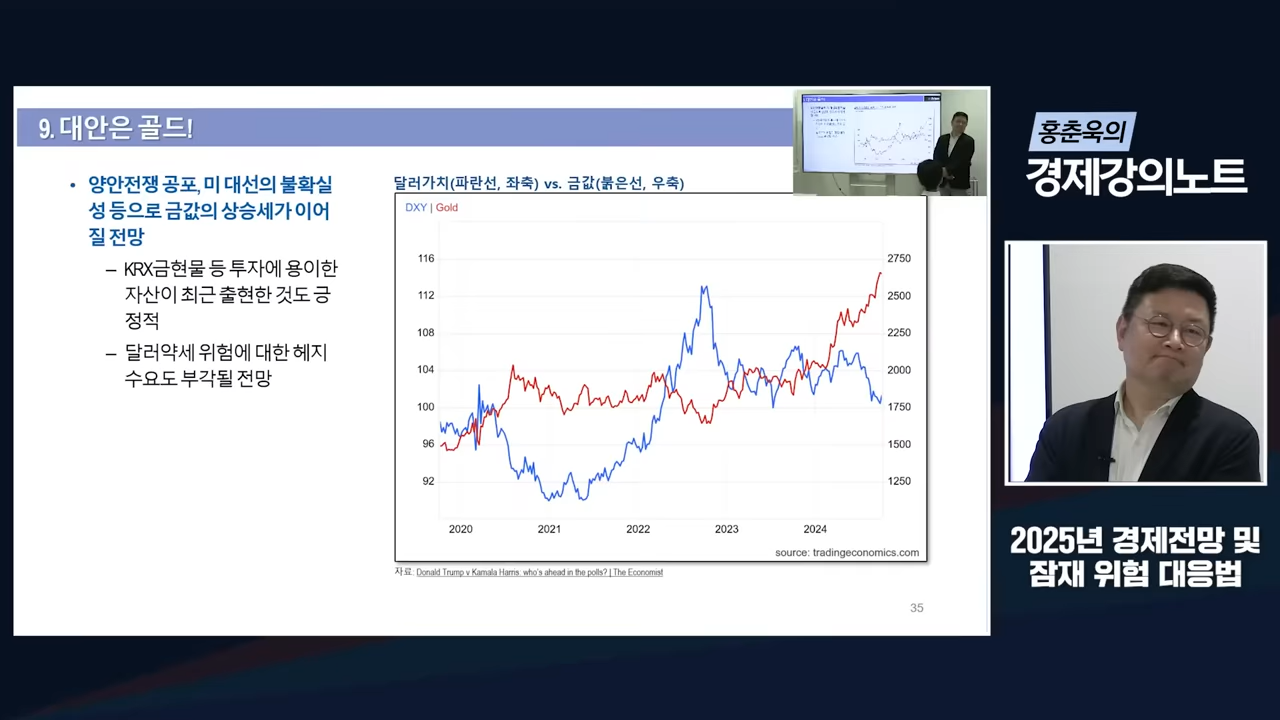 9. 대안은 골드!
• 양안전쟁 공포, 미 대선의 불확실
성 등으로 금값의 상승세가 이어
질 전망
– KRX금현물 등 투자에 용이한
자산이 최근 출현한 것도 긍
정적
– 달러약세 위험에 대한 헤지
수요도 부각될 전망
달러가치(파란선, 좌축) vs. 금값(붉은선, 우축)
DXY | Gold
116
112
108
104
100
96
92
2750
2500
2250
2000
1750
1500
1250
2020 2021 2022 2023 2024
source: tradingeconomics.com
자료: Donald Trump v Kamala Harris: who's ahead in the polls? | The Economist
35
홍춘욱의
경제강의노트
2025년 경제전망 및
잠재 위험 대응법